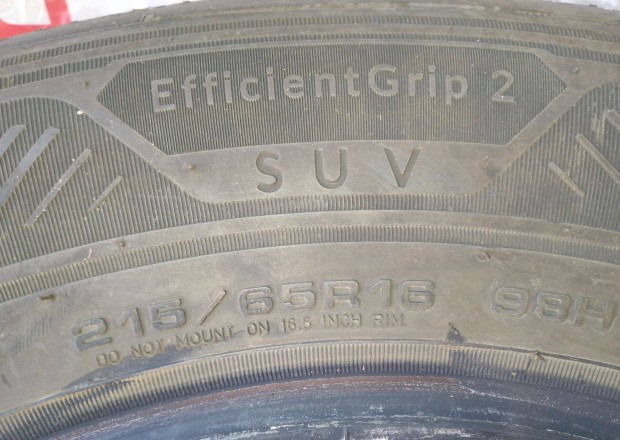 EfficientGrip 2
SUV
215/65R16 98H
DO NOT MOUNT ON 16.5 INCH RIM